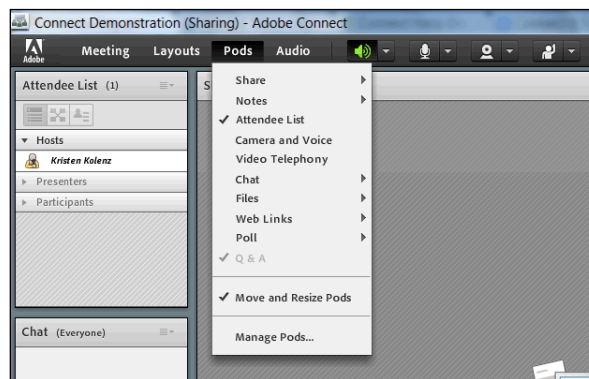 Connect Demonstration (Sharing) - Adobe Connect
Adobe Meeting Layouts Pods Audio
Attendee List (1)
S
Hosts
Kristen Kolenz
Presenters
Participants
Chat (Everyone)
Share
Notes
Attendee List
Camera and Voice
Video Telephony
Chat
Files
Web Links
Poll
Q & A
Move and Resize Pods
Manage Pods...